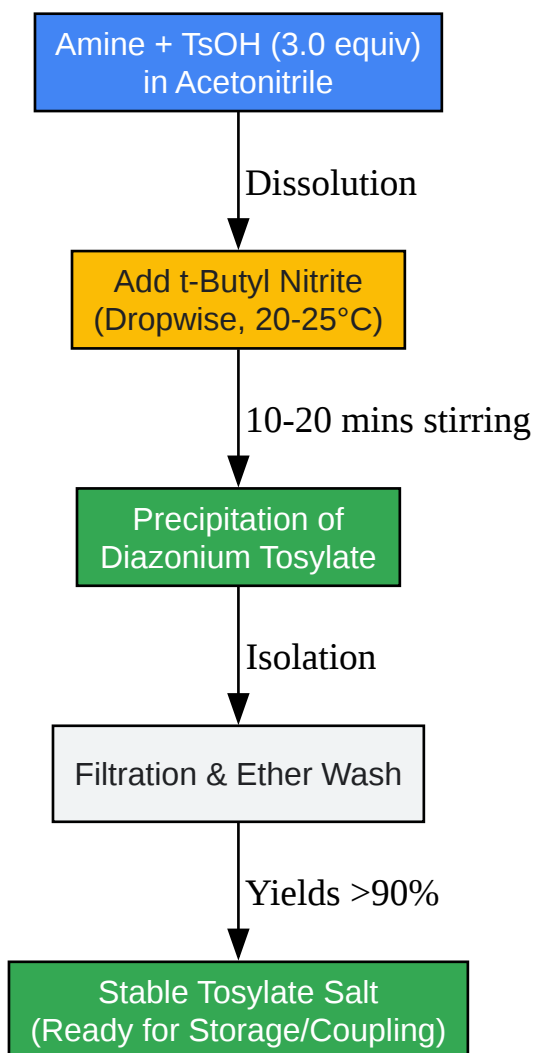 Amine + TsOH (3.0 equiv)
in Acetonitrile
Dissolution
Add t-Butyl Nitrite
(Dropwise, 20-25°C)
10-20 mins stirring
Precipitation of
Diazonium Tosylate
Isolation
Filtration & Ether Wash
Yields >90%
Stable Tosylate Salt
(Ready for Storage/Coupling)